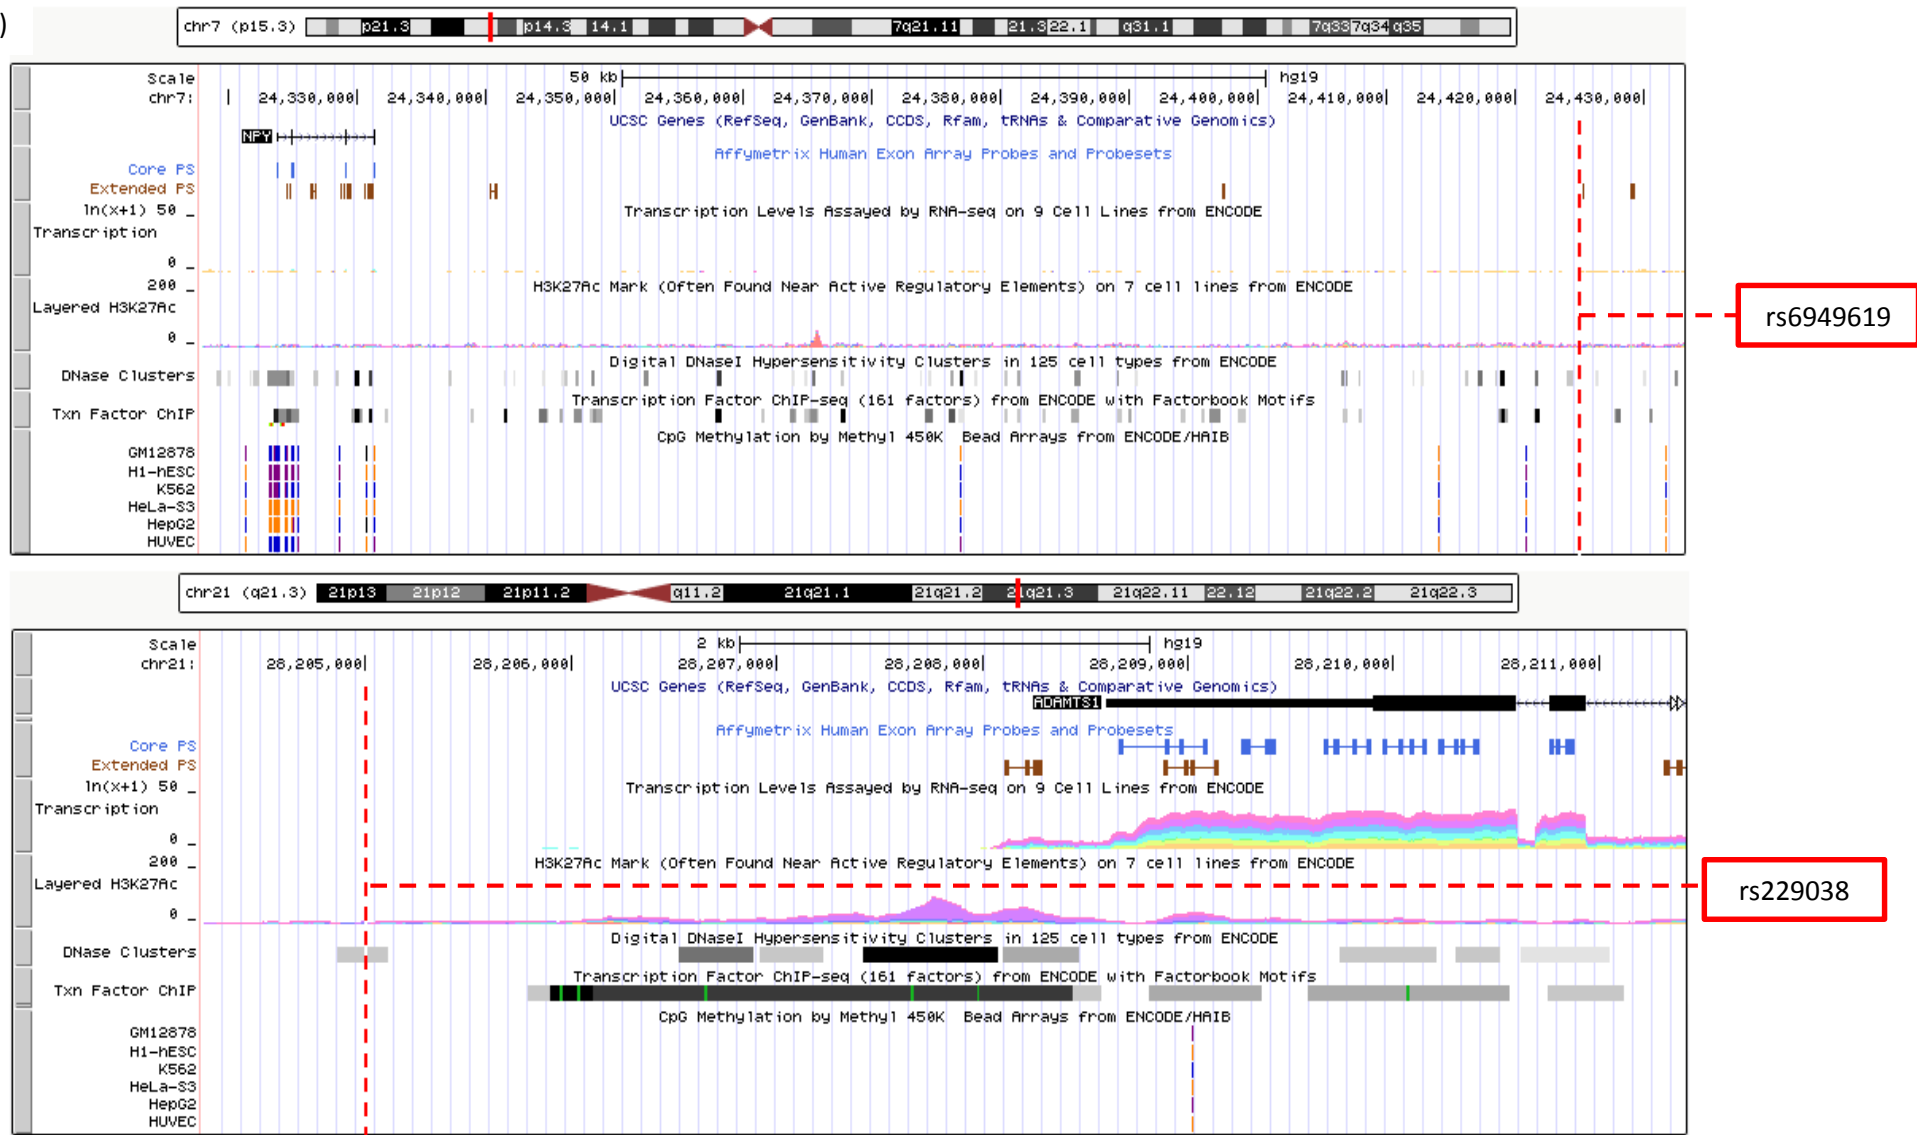 )
chr7 (p15.3) p21.3 p14.3 14.1 7q21.11 21.3 22.1 q31.1 7q33 7q34 q35
Scale 50 kb hg19
chr7: 24,330,000 24,340,000 24,350,000 24,360,000 24,370,000 24,380,000 24,390,000 24,400,000 24,410,000 24,420,000 24,430,000
UCSC Genes (RefSeq, GenBank, CCDS, Rfam, tRNAs & Comparative Genomics)
NPY
Affymetrix Human Exon Array Probes and Probesets
Core PS
Extended PS
ln(x+1) 50 _
Transcription Levels Assayed by RNA-seq on 9 Cell Lines from ENCODE
Transcription
0 _
200 _
H3K27Ac Mark (Often Found Near Active Regulatory Elements) on 7 cell lines from ENCODE
Layered H3K27Ac
rs6949619
0 _
Digital DNaseI Hypersensitivity Clusters in 125 cell types from ENCODE
DNase Clusters
Transcription Factor ChIP-seq (161 factors) from ENCODE with Factorbook Motifs
Txn Factor ChIP
CpG Methylation by Methyl 450K Bead Arrays from ENCODE/HAIB
GM12878
H1-hESC
K562
HeLa-S3
HepG2
HUVEC
chr21 (q21.3) 21p13 21p12 21p11.2 q11.2 21q21.1 21q21.2 21q21.3 21q22.11 22.12 21q22.2 21q22.3
Scale 2 kb hg19
chr21: 28,205,000 28,206,000 28,207,000 28,208,000 28,209,000 28,210,000 28,211,000
UCSC Genes (RefSeq, GenBank, CCDS, Rfam, tRNAs & Comparative Genomics)
ADAMTS1
Affymetrix Human Exon Array Probes and Probesets
Core PS
Extended PS
ln(x+1) 50 _
Transcription Levels Assayed by RNA-seq on 9 Cell Lines from ENCODE
Transcription
0 _
200 _
H3K27Ac Mark (Often Found Near Active Regulatory Elements) on 7 cell lines from ENCODE
Layered H3K27Ac
rs229038
0 _
Digital DNaseI Hypersensitivity Clusters in 125 cell types from ENCODE
DNase Clusters
Transcription Factor ChIP-seq (161 factors) from ENCODE with Factorbook Motifs
Txn Factor ChIP
CpG Methylation by Methyl 450K Bead Arrays from ENCODE/HAIB
GM12878
H1-hESC
K562
HeLa-S3
HepG2
HUVEC